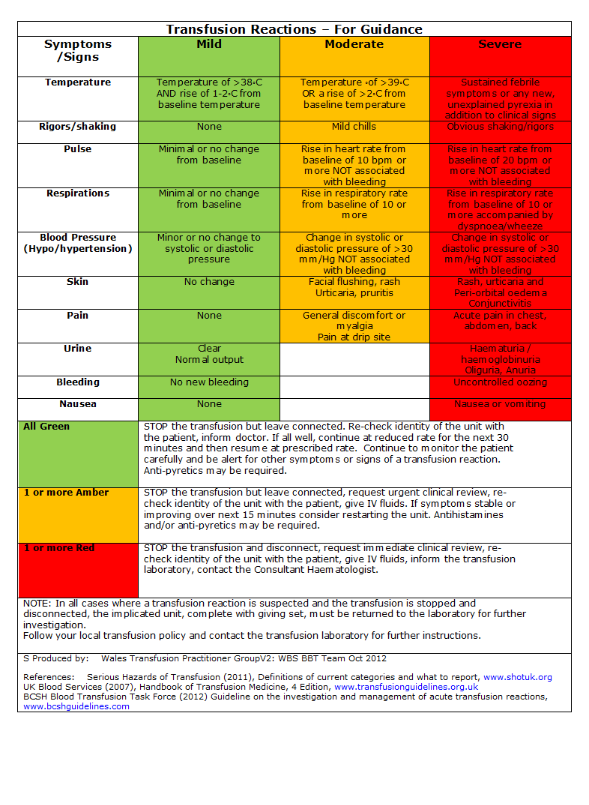 Transfusion Reactions – For Guidance
Symptoms Mild Moderate Severe
/Signs
Temperature Temperature of >38◦C Temperature ◦of >39◦C Sustained febrile
AND rise of 1-2◦C from OR a rise of >2◦C from symptoms or any new,
baseline temperature baseline temperature unexplained pyrexia in
addition to clinical signs
Rigors/shaking None Mild chills Obvious shaking/rigors
Pulse Minimal or no change Rise in heart rate from Rise in heart rate from
from baseline baseline of 10 bpm or baseline of 20 bpm or
more NOT associated more NOT associated
with bleeding with bleeding
Respirations Minimal or no change Rise in respiratory rate Rise in respiratory rate
from baseline from baseline of 10 or from baseline of 10 or
more more accompanied by
dyspnoea/wheeze
Blood Pressure Minor or no change to Change in systolic or Change in systolic or
(Hypo/hypertension) systolic or diastolic diastolic pressure of >30 diastolic pressure of >30
pressure mm/Hg NOT associated mm/Hg NOT associated
with bleeding with bleeding
Skin No change Facial flushing, rash Rash, urticaria and
Urticaria, pruritis Peri-orbital oedema
Conjunctivitis
Pain None General discomfort or Acute pain in chest,
myalgia abdomen, back
Pain at drip site
Urine Clear Haematuria /
Normal output haemoglobinuria
Oliguria, Anuria
Bleeding No new bleeding Uncontrolled oozing
Nausea None Nausea or vomiting
All Green STOP the transfusion but leave connected. Re-check identity of the unit with
the patient, inform doctor. If all well, continue at reduced rate for the next 30
minutes and then resume at prescribed rate. Continue to monitor the patient
carefully and be alert for other symptoms or signs of a transfusion reaction.
Anti-pyretics may be required.
1 or more Amber STOP the transfusion but leave connected, request urgent clinical review, re-
check identity of the unit with the patient, give IV fluids. If symptoms stable or
improving over next 15 minutes consider restarting the unit. Antihistamines
and/or anti-pyretics may be required.
1 or more Red STOP the transfusion and disconnect, request immediate clinical review, re-
check identity of the unit with the patient, give IV fluids, inform the transfusion
laboratory, contact the Consultant Haematologist.
NOTE: In all cases where a transfusion reaction is suspected and the transfusion is stopped and
disconnected, the implicated unit, complete with giving set, must be returned to the laboratory for further
investigation.
Follow your local transfusion policy and contact the transfusion laboratory for further instructions.
S Produced by: Wales Transfusion Practitioner GroupV2: WBS BBT Team Oct 2012
References: Serious Hazards of Transfusion (2011), Definitions of current categories and what to report, www.shotuk.org
UK Blood Services (2007), Handbook of Transfusion Medicine, 4 Edition, www.transfusionguidelines.org.uk
BCSH Blood Transfusion Task Force (2012) Guideline on the investigation and management of acute transfusion reactions,
www.bcshguidelines.com